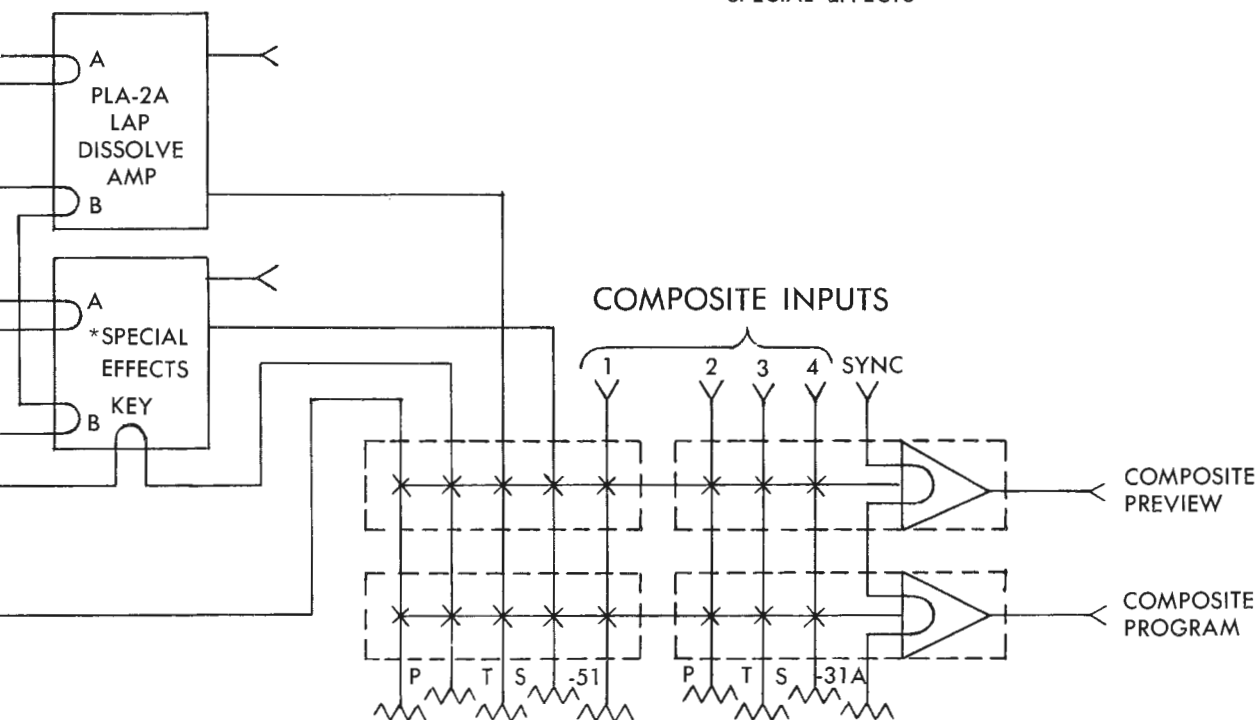 A
PLA-2A
LAP
DISSOLVE
AMP
B
A
*SPECIAL
EFFECTS
KEY
B
COMPOSITE INPUTS
1 2 3 4 SYNC
COMPOSITE
PREVIEW
COMPOSITE
PROGRAM
P T S -51 P T S -31A